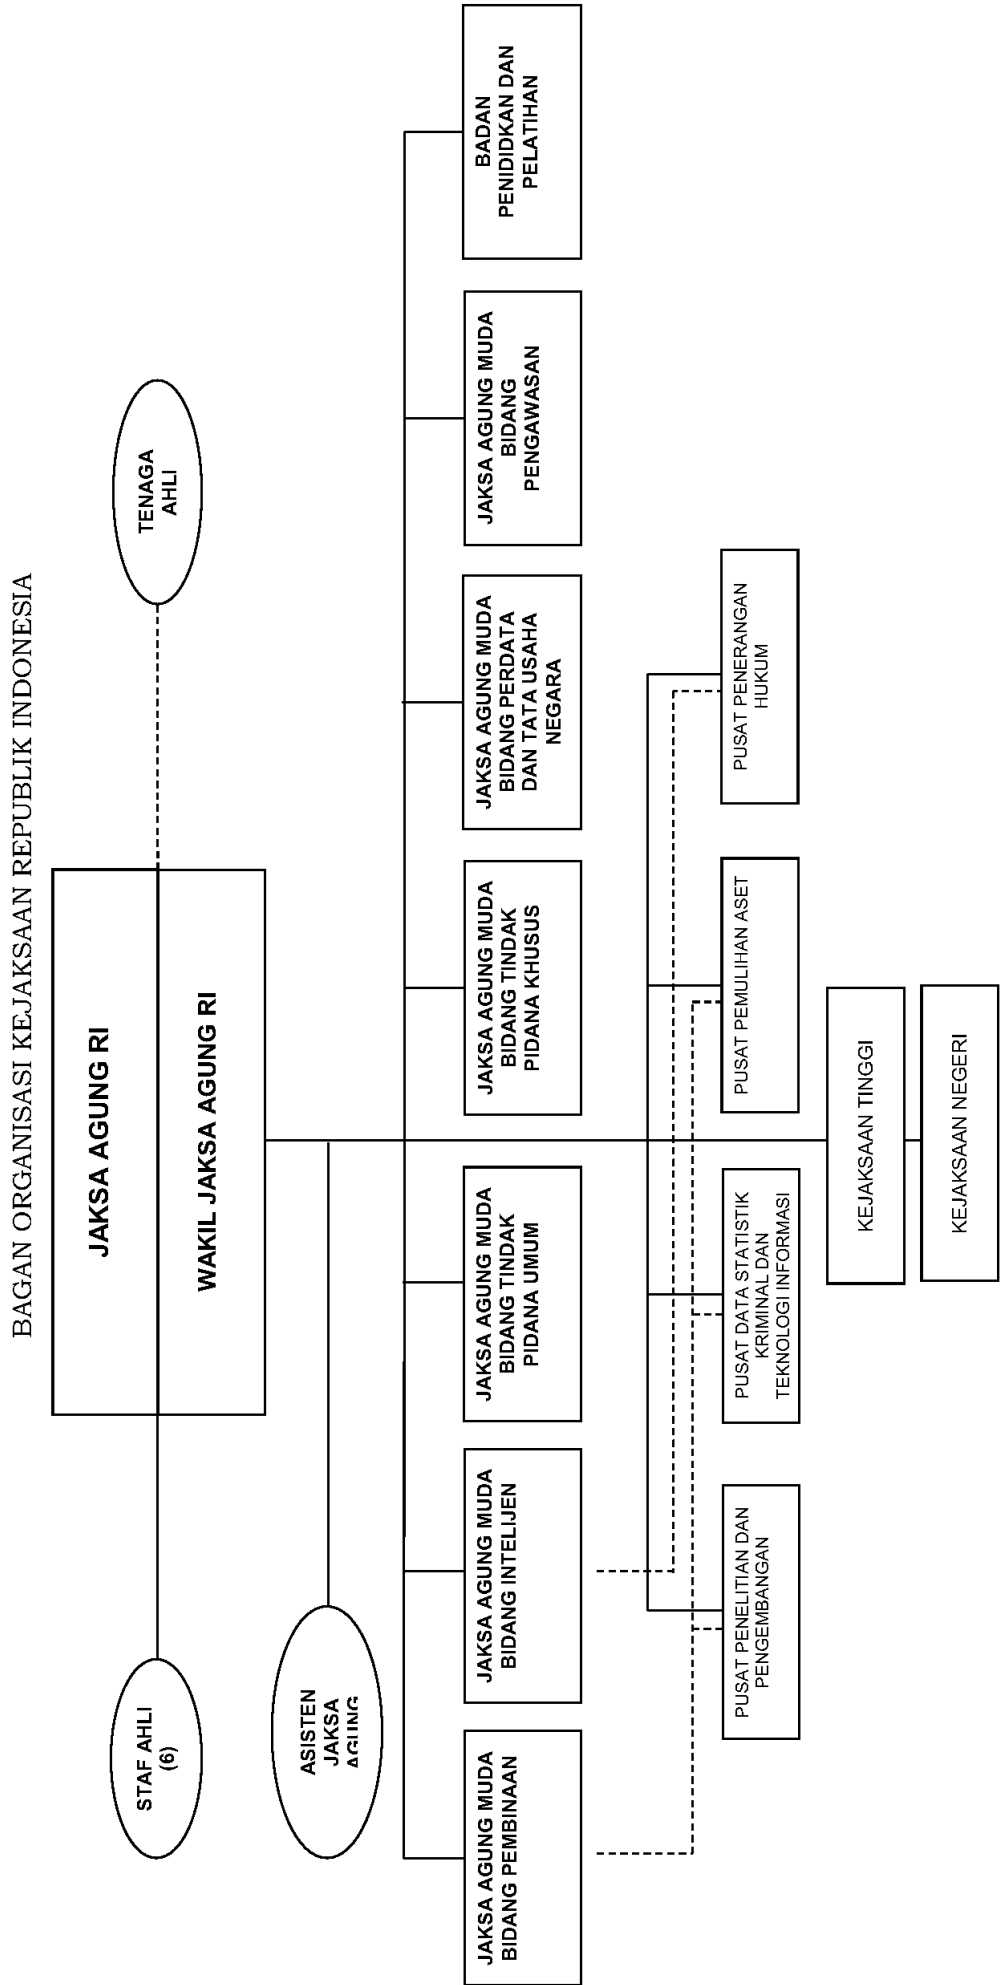 BAGAN ORGANISASI KEJAKSAAN REPUBLIK INDONESIA
JAKSA AGUNG RI
WAKIL JAKSA AGUNG RI
STAF AHLI
(6)
TENAGA
AHLI
ASISTEN
JAKSA
AGUNG
JAKSA AGUNG MUDA
BIDANG PEMBINAAN
JAKSA AGUNG MUDA
BIDANG INTELIJEN
JAKSA AGUNG MUDA
BIDANG TINDAK
PIDANA UMUM
JAKSA AGUNG MUDA
BIDANG TINDAK
PIDANA KHUSUS
JAKSA AGUNG MUDA
BIDANG PERDATA
DAN TATA USAHA
NEGARA
JAKSA AGUNG MUDA
BIDANG
PENGAWASAN
BADAN
PENIDIDKAN DAN
PELATIHAN
PUSAT PENELITIAN DAN
PENGEMBANGAN
PUSAT DATA STATISTIK
KRIMINAL DAN
TEKNOLOGI INFORMASI
PUSAT PEMULIHAN ASET
PUSAT PENERANGAN
HUKUM
KEJAKSAAN TINGGI
KEJAKSAAN NEGERI